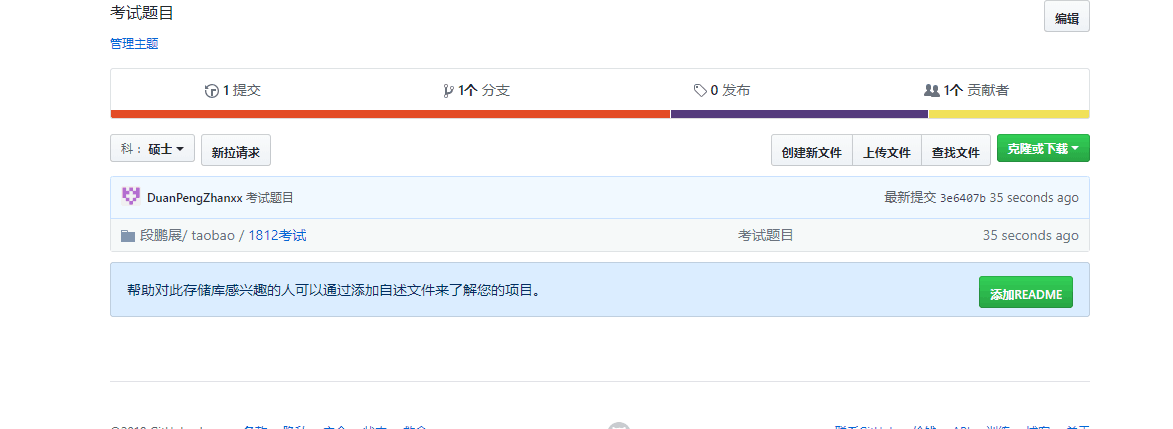 考试题目
编辑
管理主题
1 提交 1个 分支 0 发布 1个 贡献者
科： 硕士 新拉请求 创建新文件 上传文件 查找文件 克隆或下载
DuanPengZhanxx 考试题目 最新提交 3e6407b 35 seconds ago
段鹏展/ taobao / 1812考试 考试题目 35 seconds ago
帮助对此存储库感兴趣的人可以通过添加自述文件来了解您的项目。 添加README